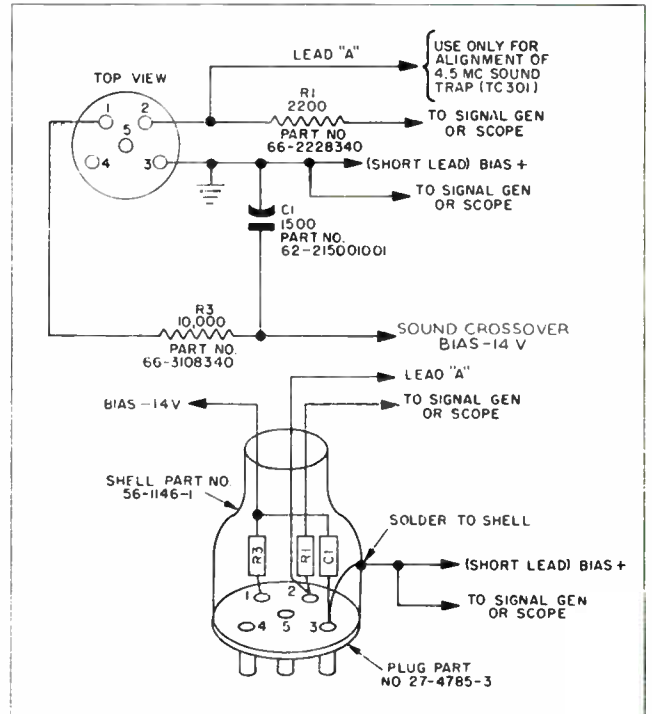 TOP VIEW
LEAD "A"
USE ONLY FOR
ALIGNMENT OF
4.5 MC SOUND
TRAP (TC301)
1
2
5
4
3
R1
2200
PART NO
66-2228340
TO SIGNAL GEN
OR SCOPE
(SHORT LEAD) BIAS +
TO SIGNAL GEN
OR SCOPE
C1
1500
PART NO.
62-215001001
R3
10,000
PART NO.
66-3108340
SOUND CROSSOVER
BIAS-14 V
LEAD "A"
BIAS-14V
TO SIGNAL GEN
OR SCOPE
SHELL PART NO
56-1146-1
SOLDER TO SHELL
R3
R1
C1
(SHORT LEAD) BIAS +
1
2
5
4
3
TO SIGNAL GEN
OR SCOPE
PLUG PART
NO 27-4785-3